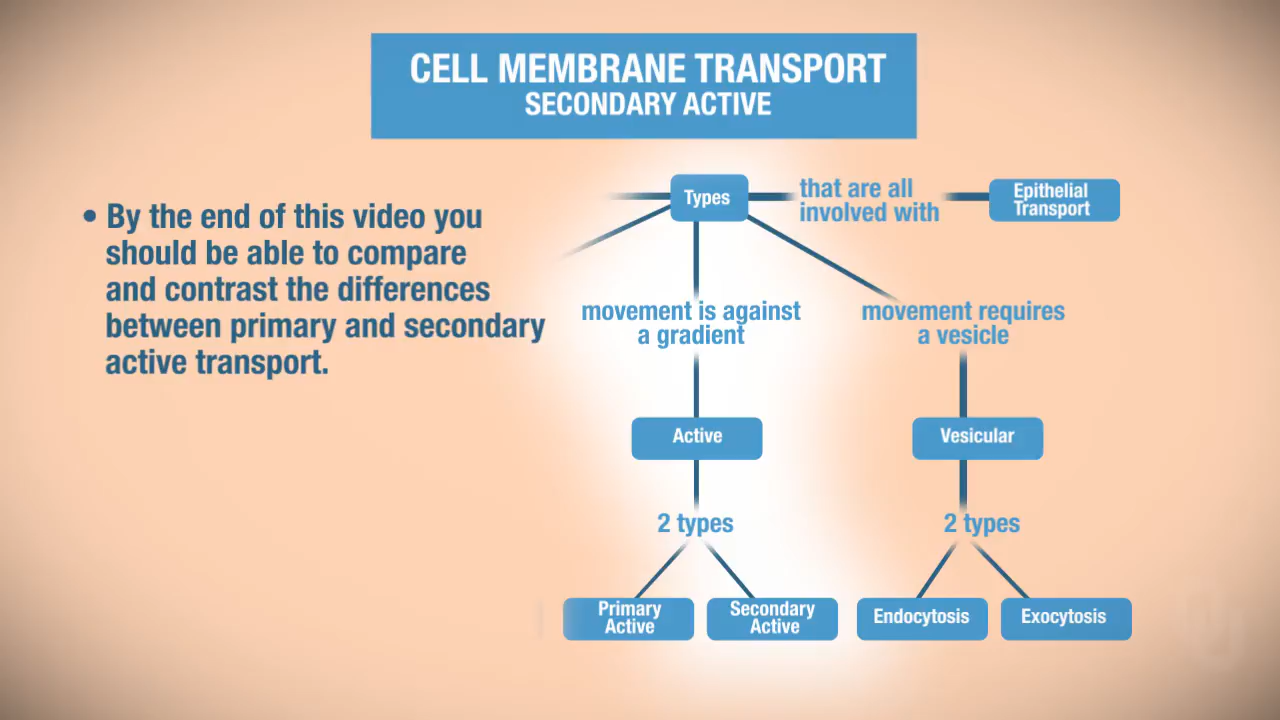 CELL MEMBRANE TRANSPORT
SECONDARY ACTIVE
• By the end of this video you
should be able to compare
and contrast the differences
between primary and secondary
active transport.
Types
that are all
involved with
Epithelial
Transport
movement is against
a gradient
movement requires
a vesicle
Active
Vesicular
2 types
2 types
Primary
Active
Secondary
Active
Endocytosis
Exocytosis